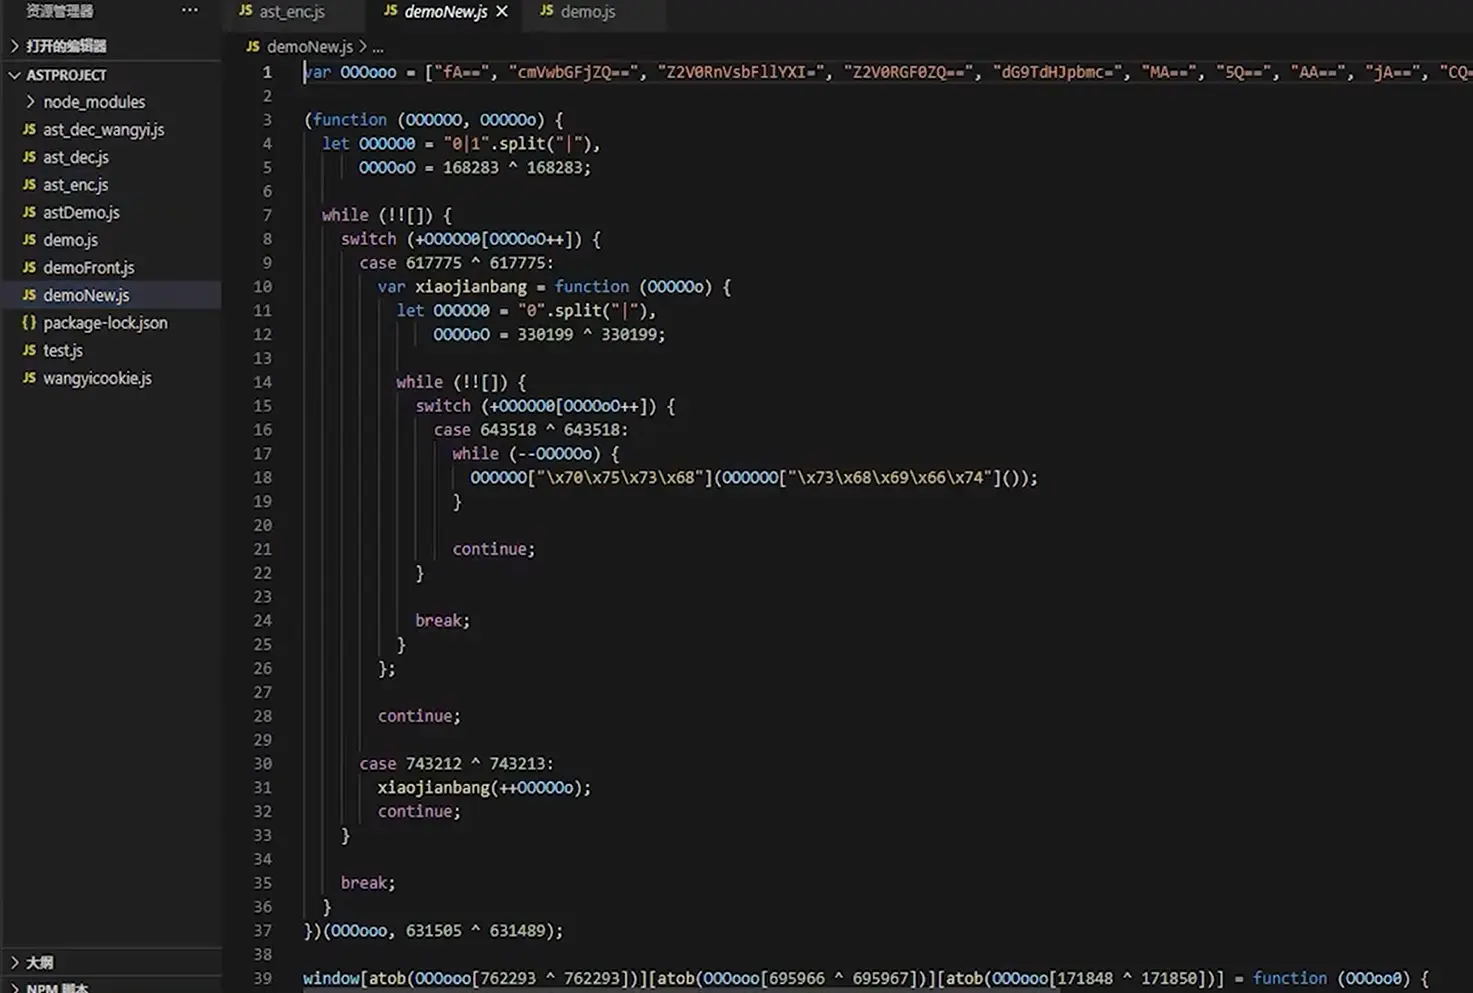 资源管理器
···
JS ast_enc.js
JS demoNew.js ×
JS demo.js
打开的编辑器
ASTPROJECT
node_modules
JS ast_dec_wangyi.js
JS ast_dec.js
JS ast_enc.js
JS astDemo.js
JS demo.js
JS demoFront.js
JS demoNew.js
{} package-lock.json
JS test.js
JS wangyicookie.js
大纲
NPM 脚本
JS demoNew.js > ...
1 var OOOooo = ["fA==", "cmVwbGFjZQ==", "Z2V0RnVsbFllYXI=", "Z2V0RGF0ZQ==", "dG9TdHJpbmc=", "MA==", "5Q==", "AA==", "jA==", "CQ=
2
3 (function (OOOOOO, OOOOOo) {
4 let OOOOO0 = "0|1".split("|"),
5 OOOOoO = 168283 ^ 168283;
6
7 while (!![]) {
8 switch (+OOOOO0[OOOOoO++]) {
9 case 617775 ^ 617775:
10 var xiaojianbang = function (OOOOOo) {
11 let OOOOO0 = "0".split("|"),
12 OOOOoO = 330199 ^ 330199;
13
14 while (!![]) {
15 switch (+OOOOO0[OOOOoO++]) {
16 case 643518 ^ 643518:
17 while (--OOOOOo) {
18 OOOOOO["\x70\x75\x73\x68"](OOOOOO["\x73\x68\x69\x66\x74"]());
19 }
20
21 continue;
22 }
23
24 break;
25 }
26 };
27
28 continue;
29
30 case 743212 ^ 743213:
31 xiaojianbang(++OOOOOo);
32 continue;
33 }
34
35 break;
36 }
37 })(OOOooo, 631505 ^ 631489);
38
39 window[atob(OOOooo[762293 ^ 762293])][atob(OOOooo[695966 ^ 695967])][atob(OOOooo[171848 ^ 171850])] = function (OOOoo0) {